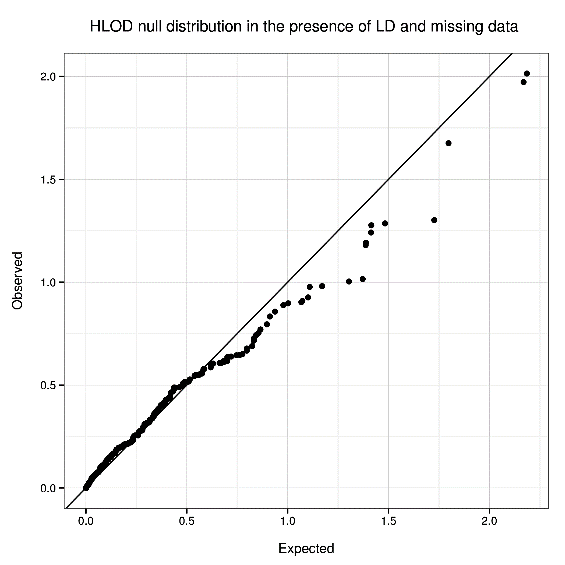 HLOD null distribution in the presence of LD and missing data
2.0
1.5
1.0
0.5
0.0
Observed
0.0 0.5 1.0 1.5 2.0
Expected